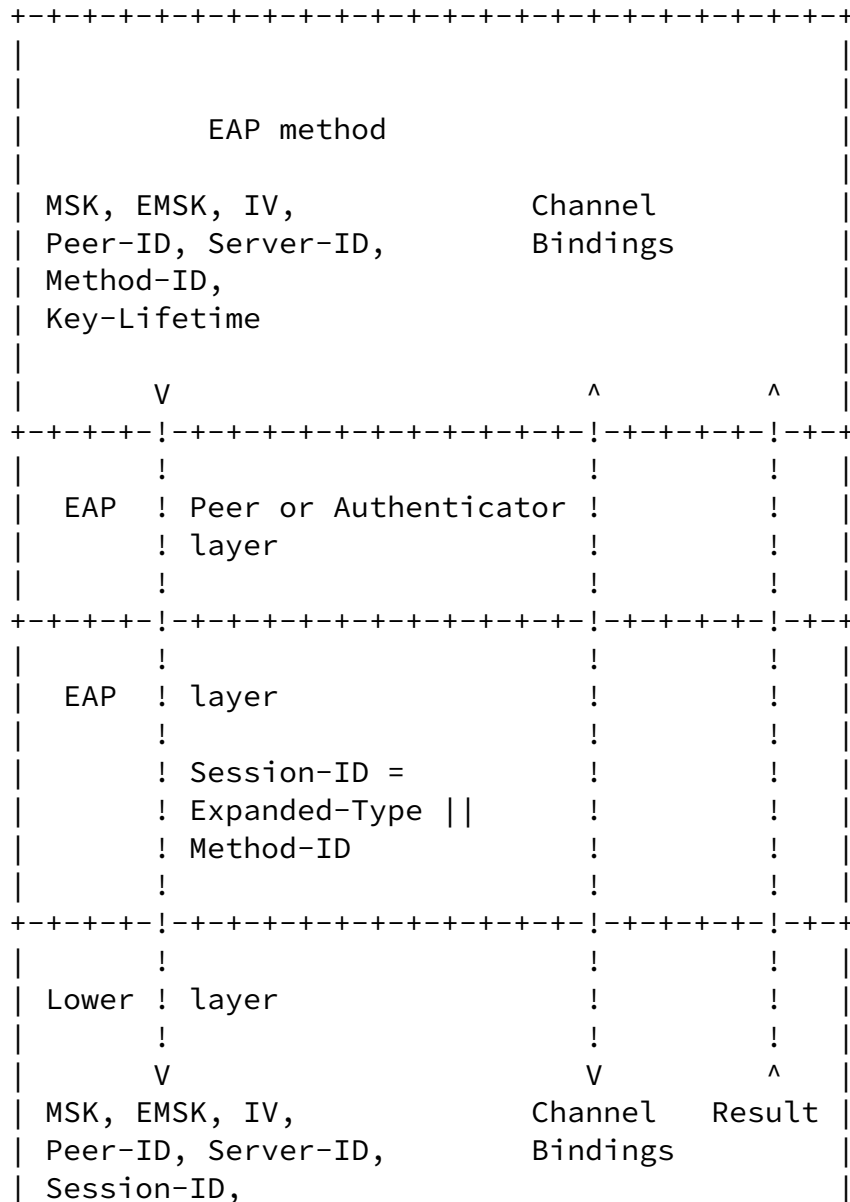 +-+-+-+-+-+-+-+-+-+-+-+-+-+-+-+-+-+-+-+-+-+-+-+
|                                             |
|                                             |
|          EAP method                         |
|                                             |
| MSK, EMSK, IV,            Channel           |
| Peer-ID, Server-ID,       Bindings          |
| Method-ID,                                  |
| Key-Lifetime                                |
|                                             |
|       V                       ^         ^   |
+-+-+-+-!-+-+-+-+-+-+-+-+-+-+-+-!-+-+-+-+-!-+-+
|       !                       !         !   |
|  EAP  ! Peer or Authenticator !         !   |
|       ! layer                 !         !   |
|       !                       !         !   |
+-+-+-+-!-+-+-+-+-+-+-+-+-+-+-+-!-+-+-+-+-!-+-+
|       !                       !         !   |
|  EAP  ! layer                 !         !   |
|       !                       !         !   |
|       ! Session-ID =          !         !   |
|       ! Expanded-Type ||      !         !   |
|       ! Method-ID             !         !   |
|       !                       !         !   |
+-+-+-+-!-+-+-+-+-+-+-+-+-+-+-+-!-+-+-+-+-!-+-+
|       !                       !         !   |
| Lower ! layer                 !         !   |
|       !                       !         !   |
|       V                       V         ^   |
| MSK, EMSK, IV,            Channel   Result |
| Peer-ID, Server-ID,       Bindings          |
| Session-ID,                                 |